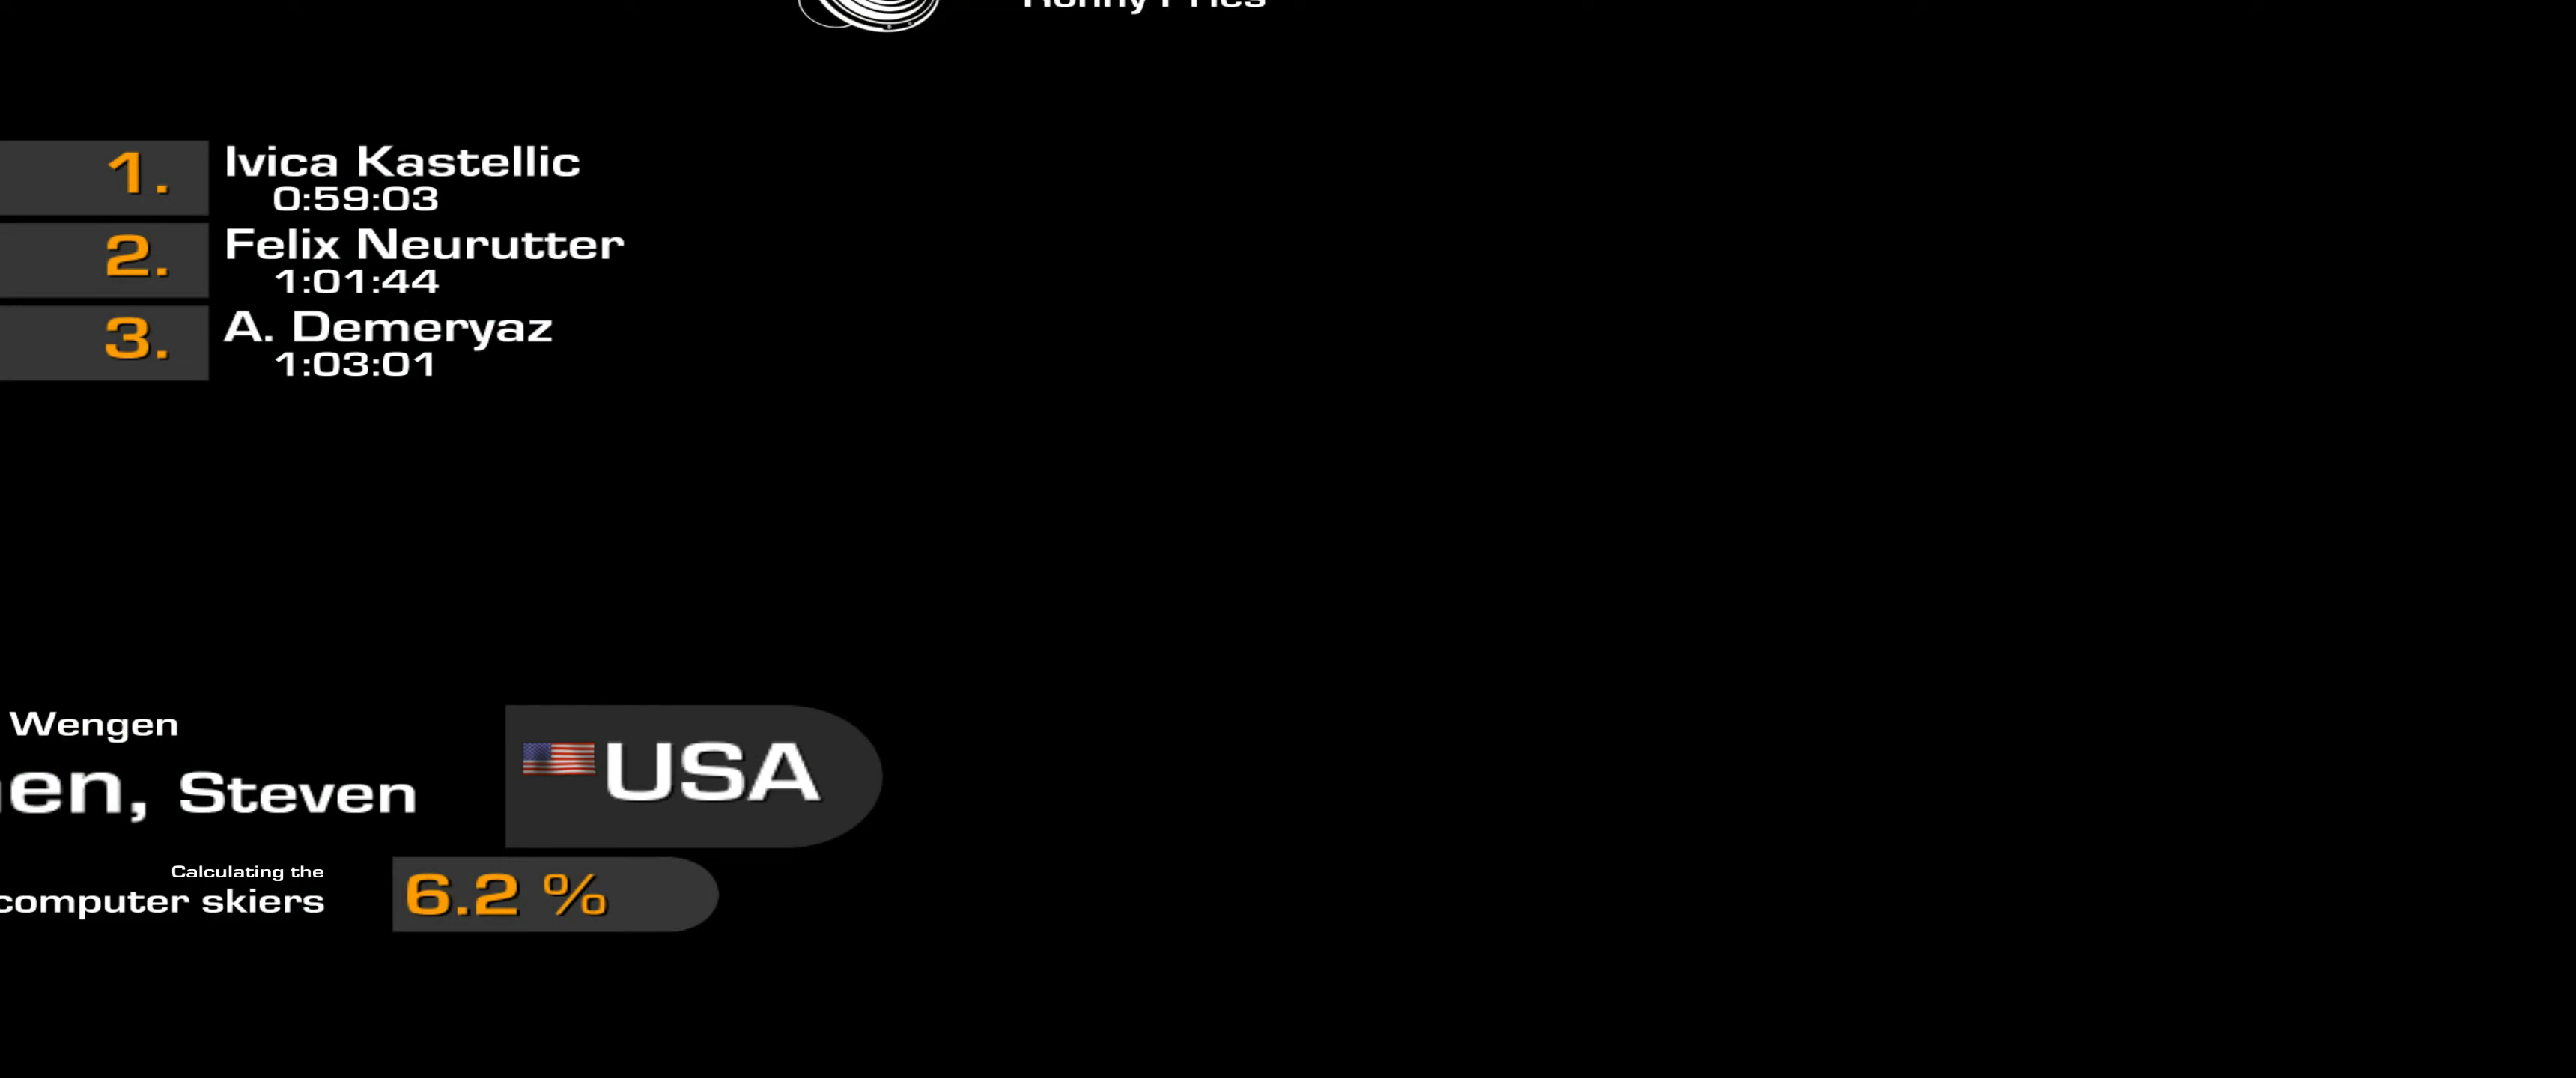 1. Ivica Kastellic
0:59:03
2. Felix Neurutter
1:01:44
3. A. Demeryaz
1:03:01
Wengen
Steven
USA
Calculating the
computer skiers
6.2 %